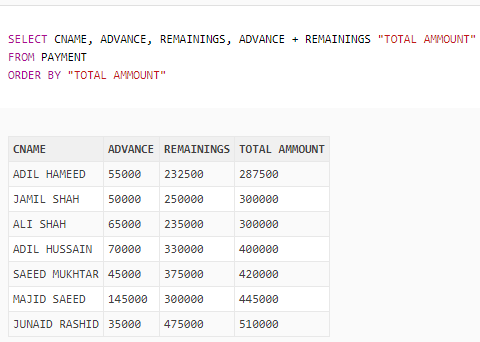 SELECT CNAME, ADVANCE, REMAININGS, ADVANCE + REMAININGS "TOTAL AMMOUNT"
FROM PAYMENT
ORDER BY "TOTAL AMMOUNT"
CNAME ADVANCE REMAININGS TOTAL AMMOUNT
ADIL HAMEED 55000 232500 287500
JAMIL SHAH 50000 250000 300000
ALI SHAH 65000 235000 300000
ADIL HUSSAIN 70000 330000 400000
SAEED MUKHTAR 45000 375000 420000
MAJID SAEED 145000 300000 445000
JUNAID RASHID 35000 475000 510000